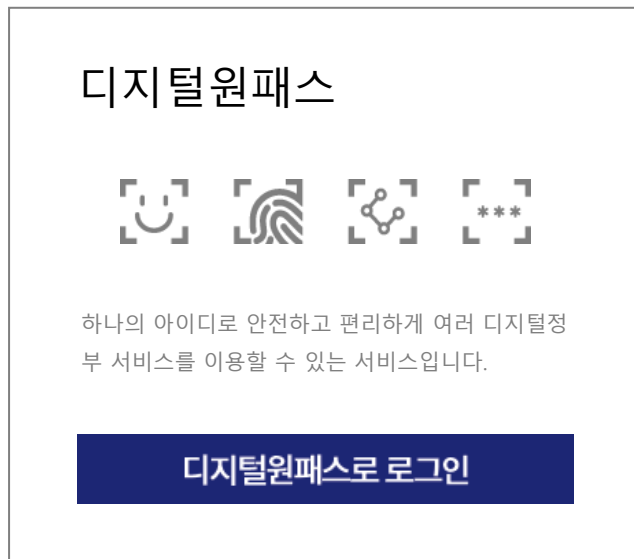 디지털원패스
***
하나의 아이디로 안전하고 편리하게 여러 디지털정
부 서비스를 이용할 수 있는 서비스입니다.
디지털원패스로 로그인